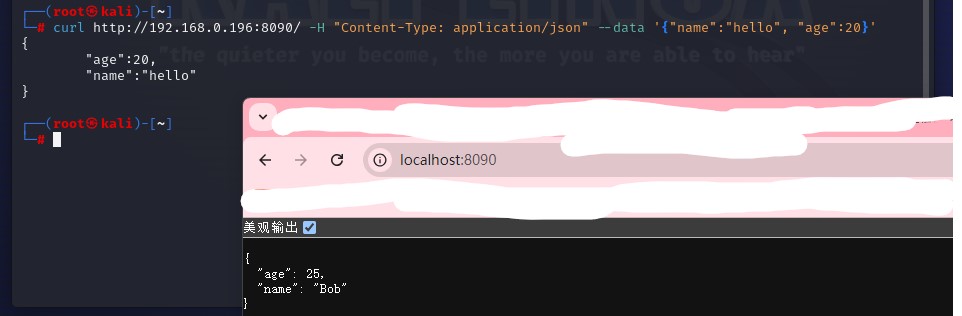 ┌──(root㉿kali)-[~]
└─# curl http://192.168.0.196:8090/ -H "Content-Type: application/json" --data '{"name":"hello", "age":20}'
"the quieter you become, the more you are able to hear"
{
        "age":20,
        "name":"hello"
}
┌──(root㉿kali)-[~]
└─#
localhost:8090
美观输出
{
  "age": 25,
  "name": "Bob"
}